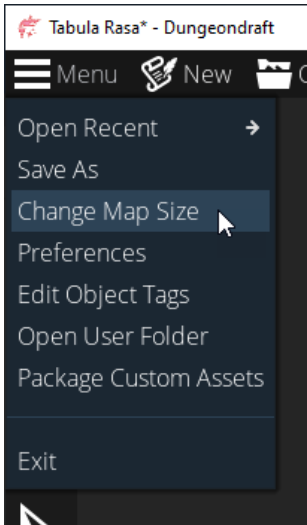 Tabula Rasa* - Dungeondraft
Menu New
Open Recent
Save As
Change Map Size
Preferences
Edit Object Tags
Open User Folder
Package Custom Assets
Exit